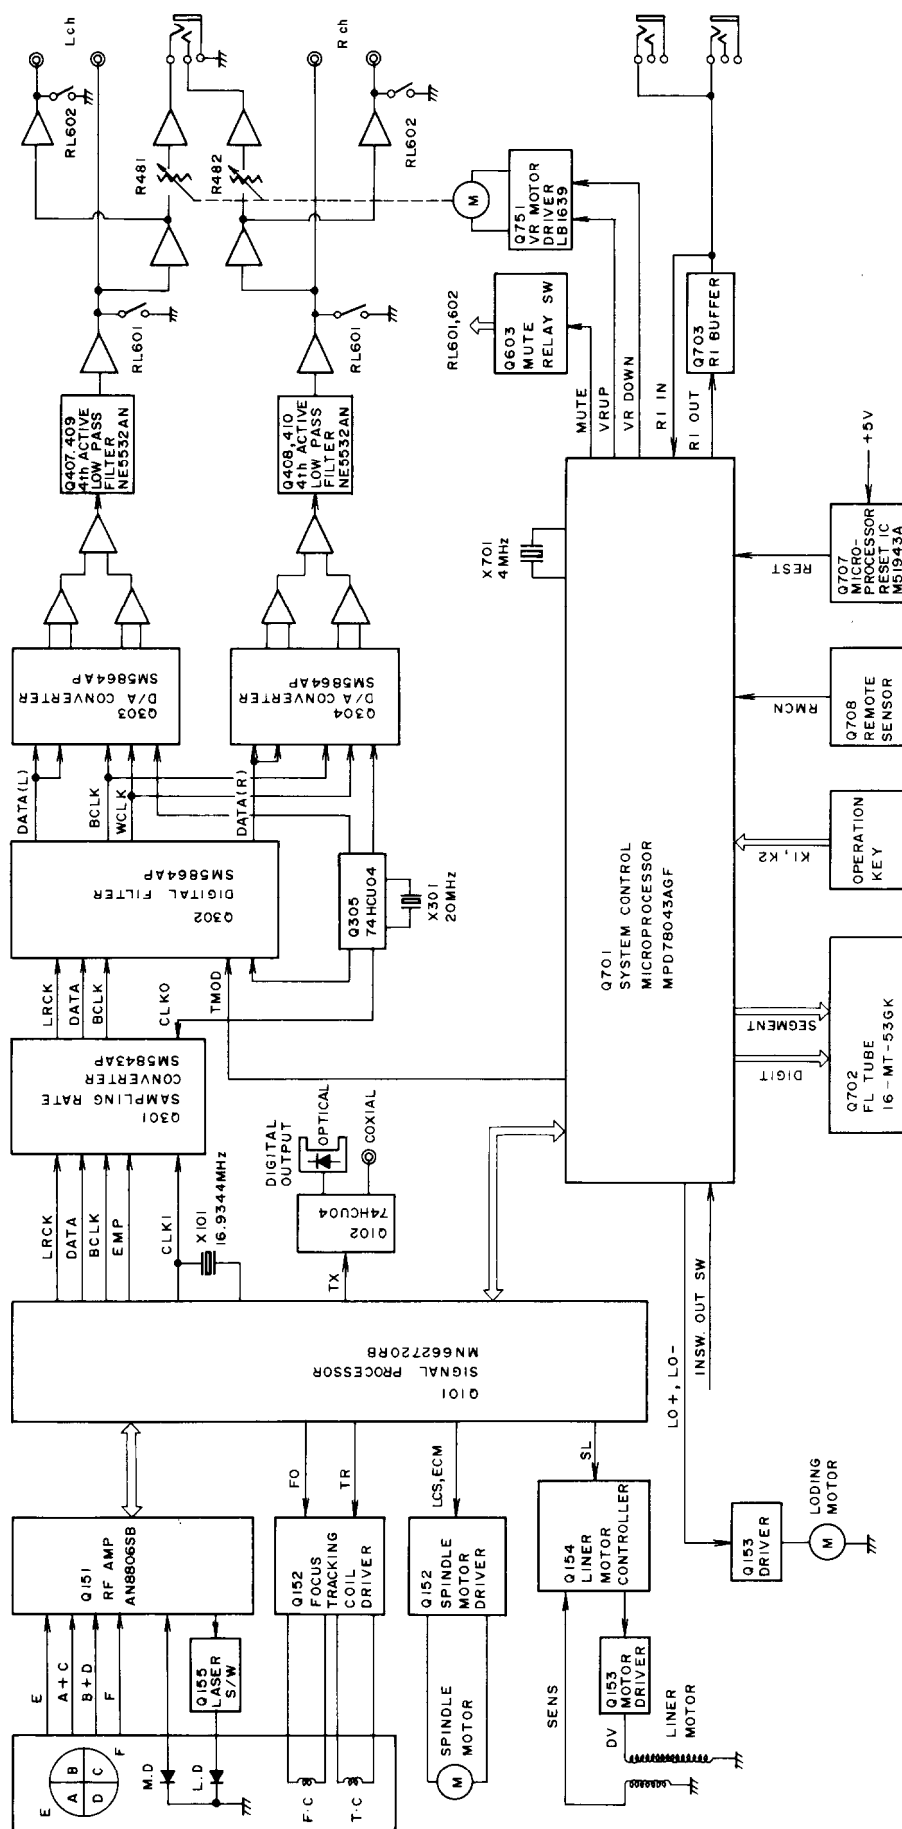 Lch
Rch
RL602
R481
R482
RL602
M
Q751
VR MOTOR
DRIVER
LB1639
RL601
RL601
RL601,602
Q603
MUTE
RELAY SW
Q703
RI BUFFER
Q407,409
4th ACTIVE
LOW PASS
FILTER
NE5532AN
Q408,410
4th ACTIVE
LOW PASS
FILTER
NE5532AN
MUTE
VRUP
VR DOWN
RI IN
RI OUT
+5V
X701
4MHz
REST
Q707
MICRO-
PROCESSOR
RESET IC
M51943A
Q303
D/A CONVERTER
SM5864AP
Q304
D/A CONVERTER
SM5864AP
RMCN
Q708
REMOTE
SENSOR
DATA(L)
BCLK
WCLK
DATA(R)
Q302
DIGITAL FILTER
SM5864AP
Q305
74HCU04
X301
20MHz
K1,K2
OPERATION
KEY
Q701
SYSTEM CONTROL
MICROPROCESSOR
MPD78043AGF
LRCK
DATA
BCLK
CLKO
TMOD
SEGMENT
DIGIT
Q702
FL TUBE
16-MT-53GK
Q301
SAMPLING RATE
CONVERTER
SM5843AP
DIGITAL
OUTPUT
OPTICAL
COXIAL
Q102
74HCU04
LRCK
DATA
BCLK
EMP
CLKI
X101
16.9344MHz
TX
Q101
SIGNAL PROCESSOR
MN662720RB
LO+, LO-
INSW. OUT SW
FO
TR
LCS,ECM
SL
Q151
RF AMP
AN8806SB
Q152
FOCUS
TRACKING
COIL
DRIVER
Q152
SPINDLE
MOTOR
DRIVER
Q154
LINER
MOTOR
CONTROLLER
Q153
DRIVER
M
LODING
MOTOR
E
A+C
B+D
F
Q155
LASER
S/W
SPINDLE
MOTOR
M
SENS
Q153
MOTOR
DRIVER
DV
LINER
MOTOR
E
A
B
D
C
F
M.D
L.D
F·C
T·C